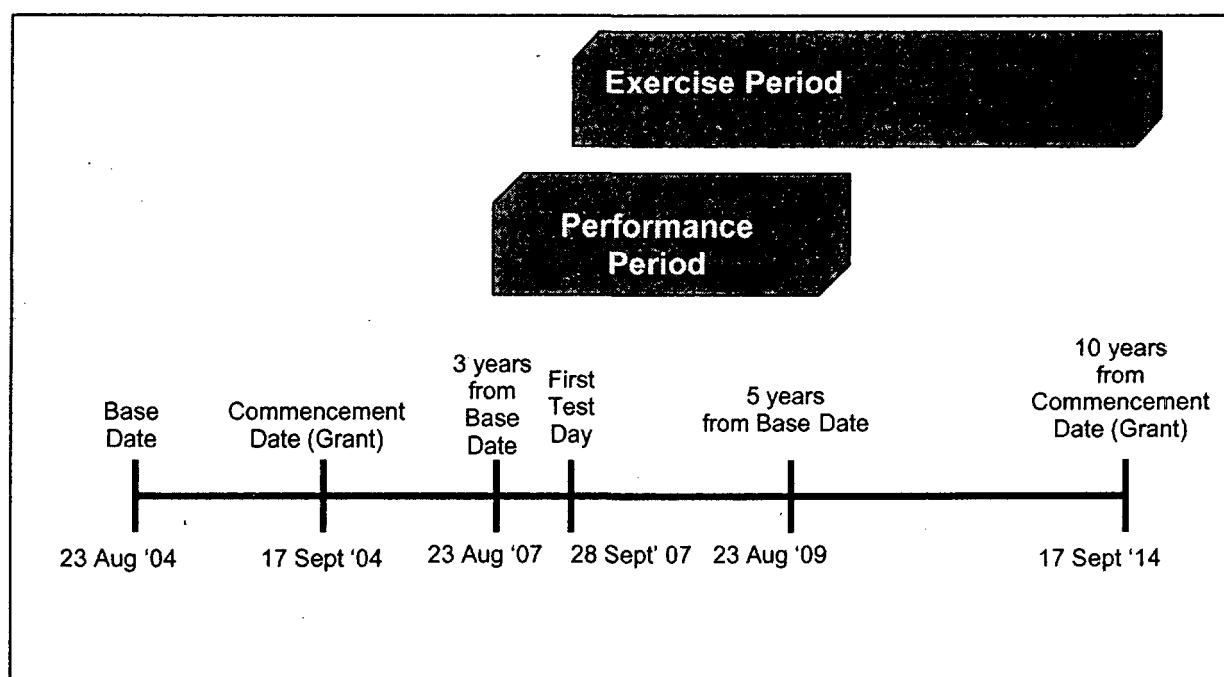 Exercise Period
Performance
Period
Base
Date
Commencement
Date (Grant)
3 years
from
Base
Date
First
Test
Day
5 years
from Base Date
10 years
from
Commencement
Date (Grant)
23 Aug '04
17 Sept '04
23 Aug '07
28 Sept' 07
23 Aug '09
17 Sept '14